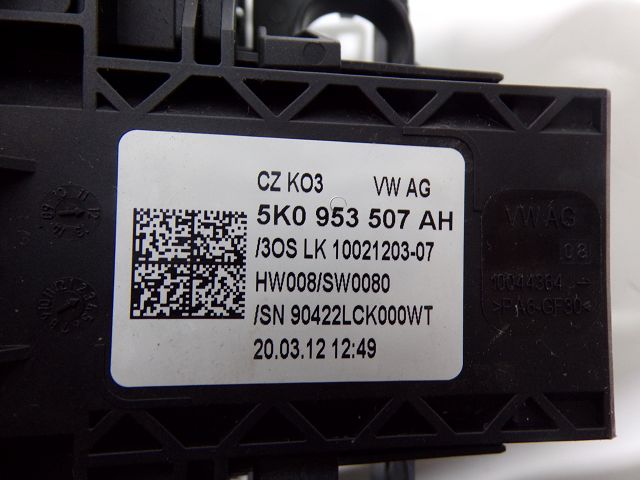 CZ KO3 VW AG
5K0 953 507 AH
/3OS LK 10021203-07
HW008/SW0080
/SN 90422LCK000WT
20.03.12 12:49
VW AG
10044364
>PA6-GF30<